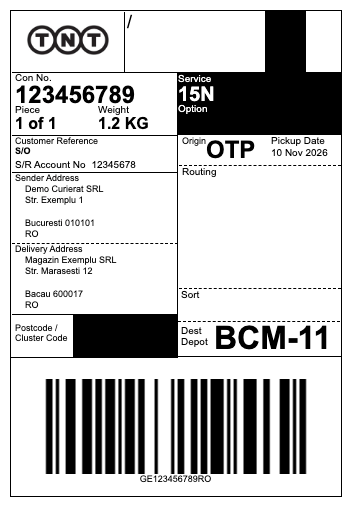 TNT
/
Con No.
123456789
Piece Weight
1 of 1 1.2 KG
Service
15N
Option
Customer Reference
S/O
S/R Account No 12345678
Origin OTP
Pickup Date
10 Nov 2026
Sender Address
Demo Curierat SRL
Str. Exemplu 1
Bucuresti 010101
RO
Routing
Delivery Address
Magazin Exemplu SRL
Str. Marasesti 12
Bacau 600017
RO
Sort
Postcode /
Cluster Code
Dest
Depot BCM-11
GE123456789RO